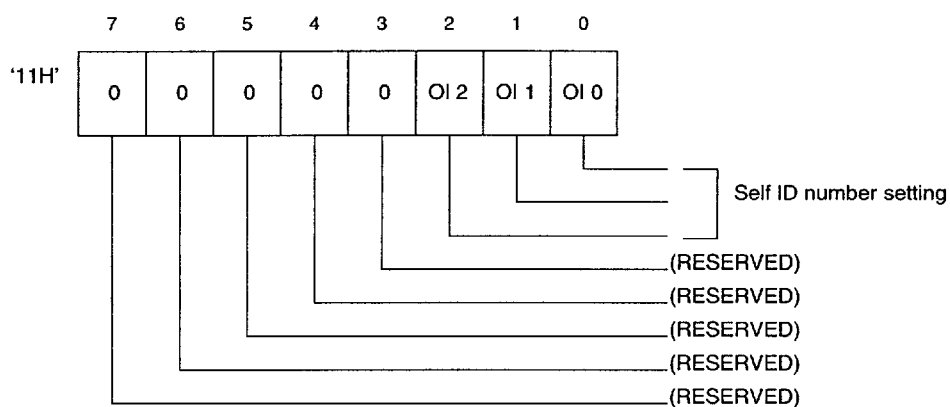 7 6 5 4 3 2 1 0
'11H' 0 0 0 0 0 OI 2 OI 1 OI 0
Self ID number setting
(RESERVED)
(RESERVED)
(RESERVED)
(RESERVED)
(RESERVED)